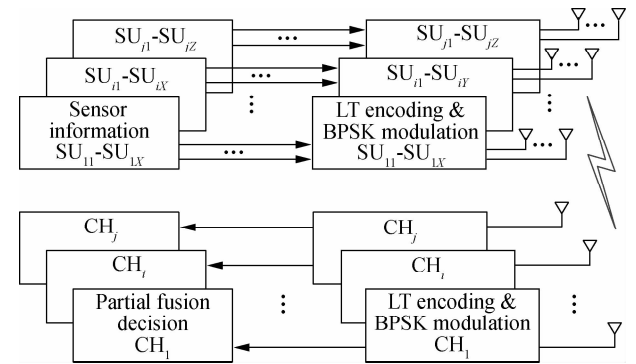 SU_j1-SU_jZ
...
SU_j1-SU_jZ
...
SU_i1-SU_iX
...
SU_i1-SU_iY
...
Sensor
information
SU_11-SU_1X
...
LT encoding &
BPSK modulation
SU_11-SU_1X
...
CH_j
CH_j
CH_i
CH_i
Partial fusion
decision
CH_1
LT encoding &
BPSK modulation
CH_1